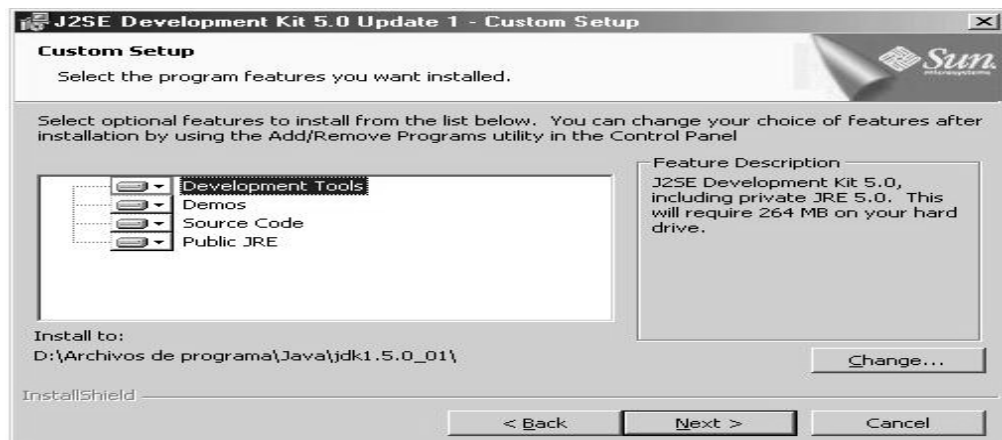 J2SE Development Kit 5.0 Update 1 - Custom Setup
Custom Setup
Select the program features you want installed.
Sun
microsystems
Select optional features to install from the list below. You can change your choice of features after
installation by using the Add/Remove Programs utility in the Control Panel
Development Tools
Demos
Source Code
Public JRE
Feature Description
J2SE Development Kit 5.0,
including private JRE 5.0. This
will require 264 MB on your hard
drive.
Install to:
D:\Archivos de programa\Java\jdk1.5.0_01\
Change...
InstallShield
< Back
Next >
Cancel